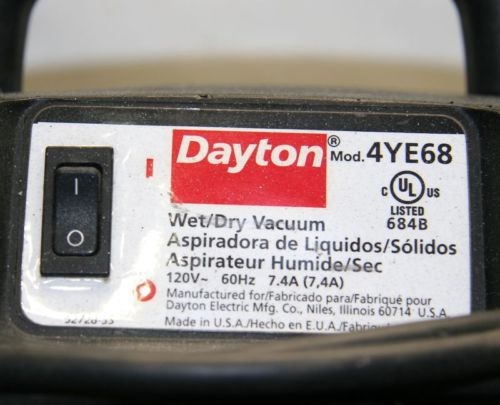 Dayton® Mod. 4YE68
I
O
C UL US
LISTED
684B
Wet/Dry Vacuum
Aspiradora de Liquidos/Sólidos
Aspirateur Humide/Sec
120V~ 60Hz 7.4A (7,4A)
Manufactured for/Fabricado para/Fabriqué pour
Dayton Electric Mfg. Co., Niles, Illinois 60714 U.S.A.
Made in U.S.A./Hecho en E.U.A./Fabriqu